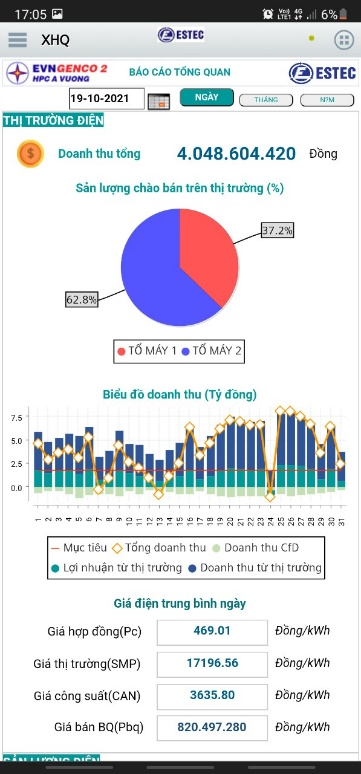 17:05
Vo)) 4G
LTE1
6%
XHQ
ESTEC
EVNGENCO 2
HPC A VUONG
BÁO CÁO TỔNG QUAN
ESTEC
19-10-2021
NGÀY
THÁNG
NĂM
THỊ TRƯỜNG ĐIỆN
$
Doanh thu tổng
4.048.604.420
Đồng
Sản lượng chào bán trên thị trường (%)
37.2%
62.8%
TỔ MÁY 1
TỔ MÁY 2
Biểu đồ doanh thu (Tỷ đồng)
7.5
5.0
2.5
0.0
1 2 3 4 5 6 7 8 9 10 11 12 13 14 15 16 17 18 19 20 21 22 23 24 25 26 27 28 29 30 31
Mục tiêu
Tổng doanh thu
Doanh thu CfD
Lợi nhuận từ thị trường
Doanh thu từ thị trường
Giá điện trung bình ngày
Giá hợp đồng(Pc)
469.01
Đồng/kWh
Giá thị trường(SMP)
17196.56
Đồng/kWh
Giá công suất(CAN)
3635.80
Đồng/kWh
Giá bán BQ(Pbq)
820.497.280
Đồng/kWh
SẢN LƯỢNG ĐIỆN